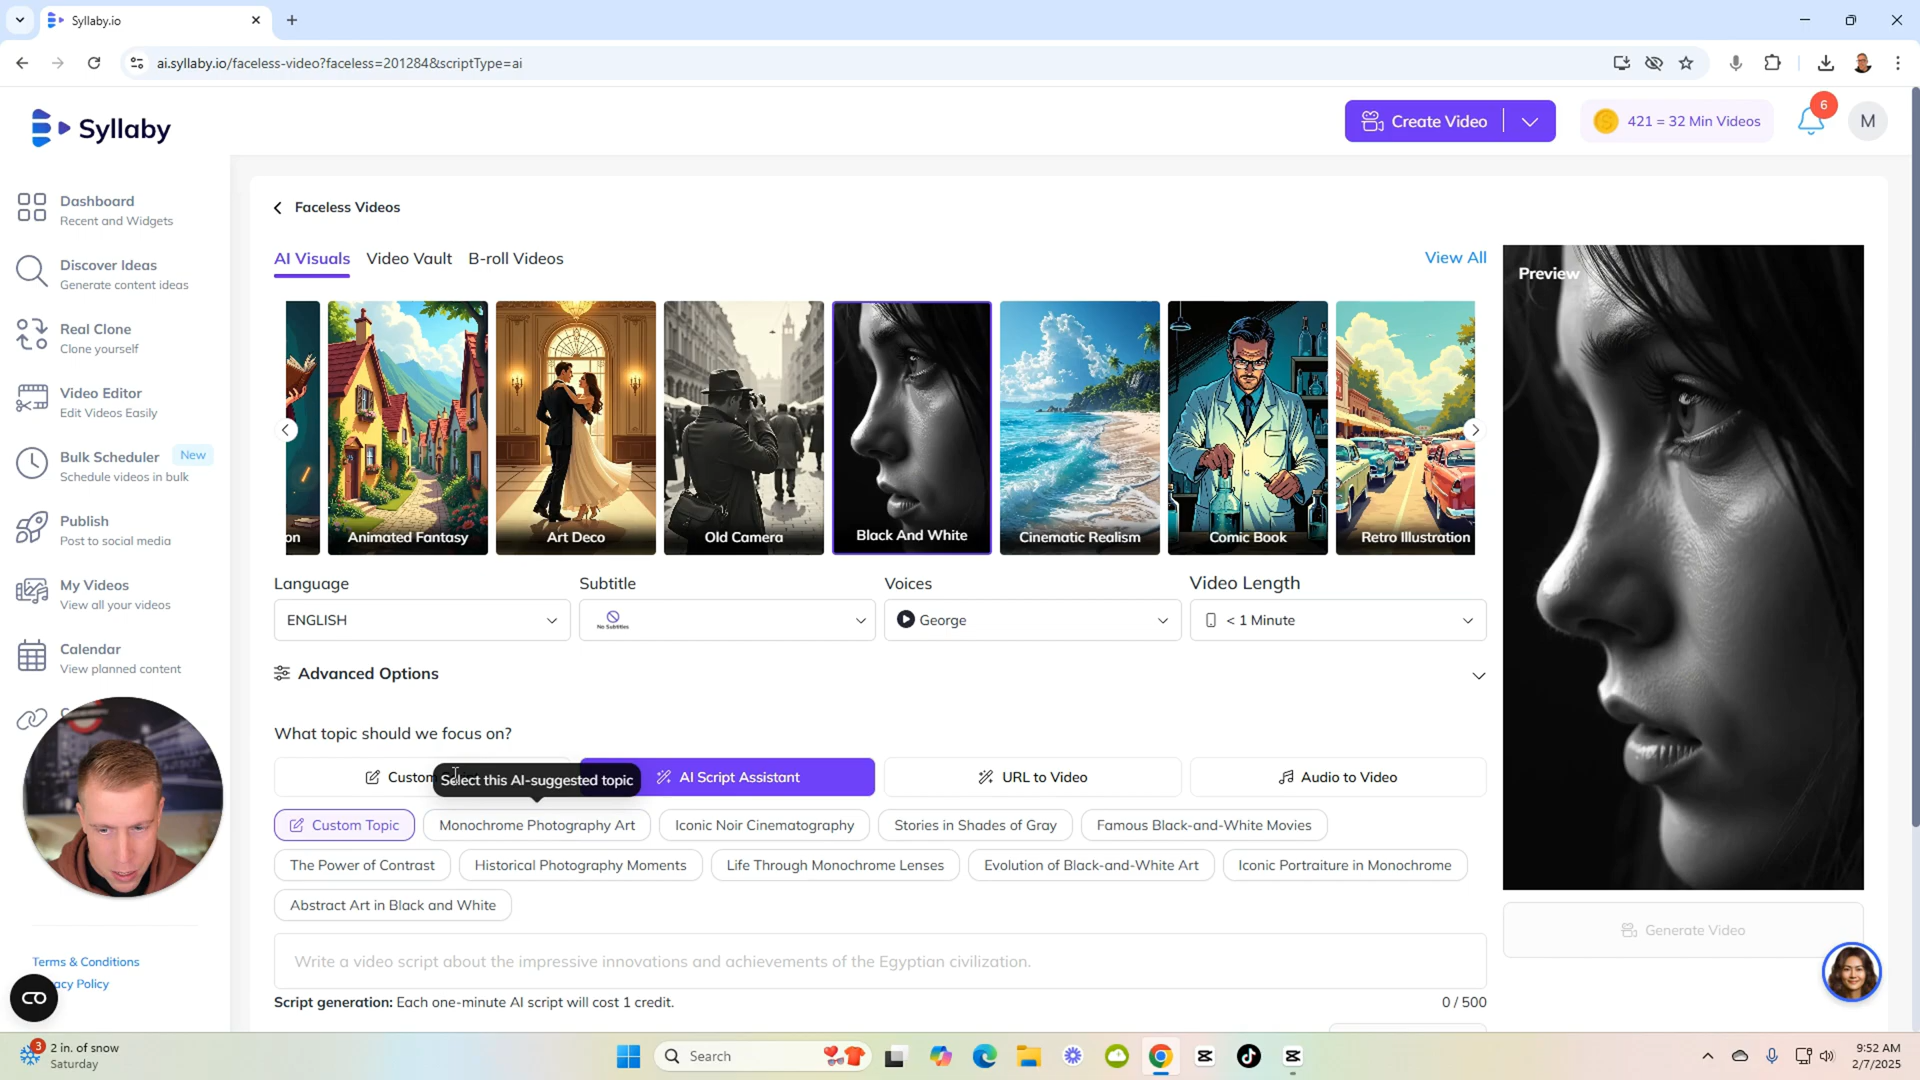 Syllaby.io
ai.syllaby.io/faceless-video?faceless=201284&scriptType=ai
Syllaby
Create Video
421 = 32 Min Videos
6
M
Dashboard
Recent and Widgets
Discover Ideas
Generate content ideas
Real Clone
Clone yourself
Video Editor
Edit Videos Easily
Bulk Scheduler
New
Schedule videos in bulk
Publish
Post to social media
My Videos
View all your videos
Calendar
View planned content
Terms & Conditions
acy Policy
Faceless Videos
AI Visuals
Video Vault
B-roll Videos
View All
on
Animated Fantasy
Art Deco
Old Camera
Black And White
Cinematic Realism
Comic Book
Retro Illustration
Preview
Language
Subtitle
Voices
Video Length
ENGLISH
No Subtitles
George
< 1 Minute
Advanced Options
What topic should we focus on?
Custom
Select this AI-suggested topic
AI Script Assistant
URL to Video
Audio to Video
Custom Topic
Monochrome Photography Art
Iconic Noir Cinematography
Stories in Shades of Gray
Famous Black-and-White Movies
The Power of Contrast
Historical Photography Moments
Life Through Monochrome Lenses
Evolution of Black-and-White Art
Iconic Portraiture in Monochrome
Abstract Art in Black and White
Write a video script about the impressive innovations and achievements of the Egyptian civilization.
Script generation: Each one-minute AI script will cost 1 credit.
0 / 500
Generate Video
3
2 in. of snow
Saturday
Search
9:52 AM
2/7/2025